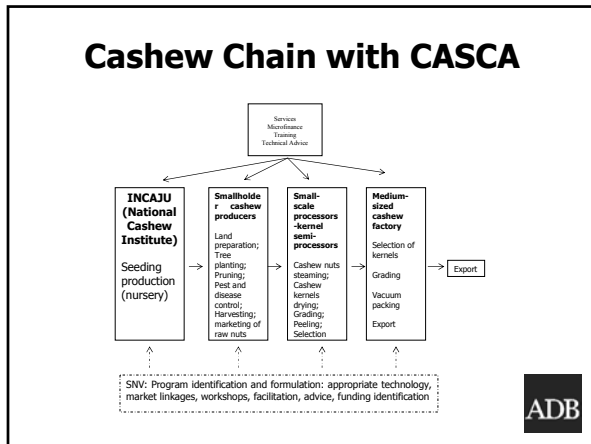 Cashew Chain with CASCA
Services
Microfinance
Training
Technical Advice
INCAJU
(National
Cashew
Institute)
Seeding
production
(nursery)
Smallholde
r cashew
producers
Land
preparation;
Tree
planting;
Pruning;
Pest and
disease
control;
Harvesting;
marketing of
raw nuts
Small-
scale
processors
-kernel
semi-
processors
Cashew nuts
steaming;
Cashew
kernels
drying;
Grading;
Peeling;
Selection
Medium-
sized
cashew
factory
Selection of
kernels
Grading
Vacuum
packing
Export
Export
SNV: Program identification and formulation: appropriate technology,
market linkages, workshops, facilitation, advice, funding identification
ADB